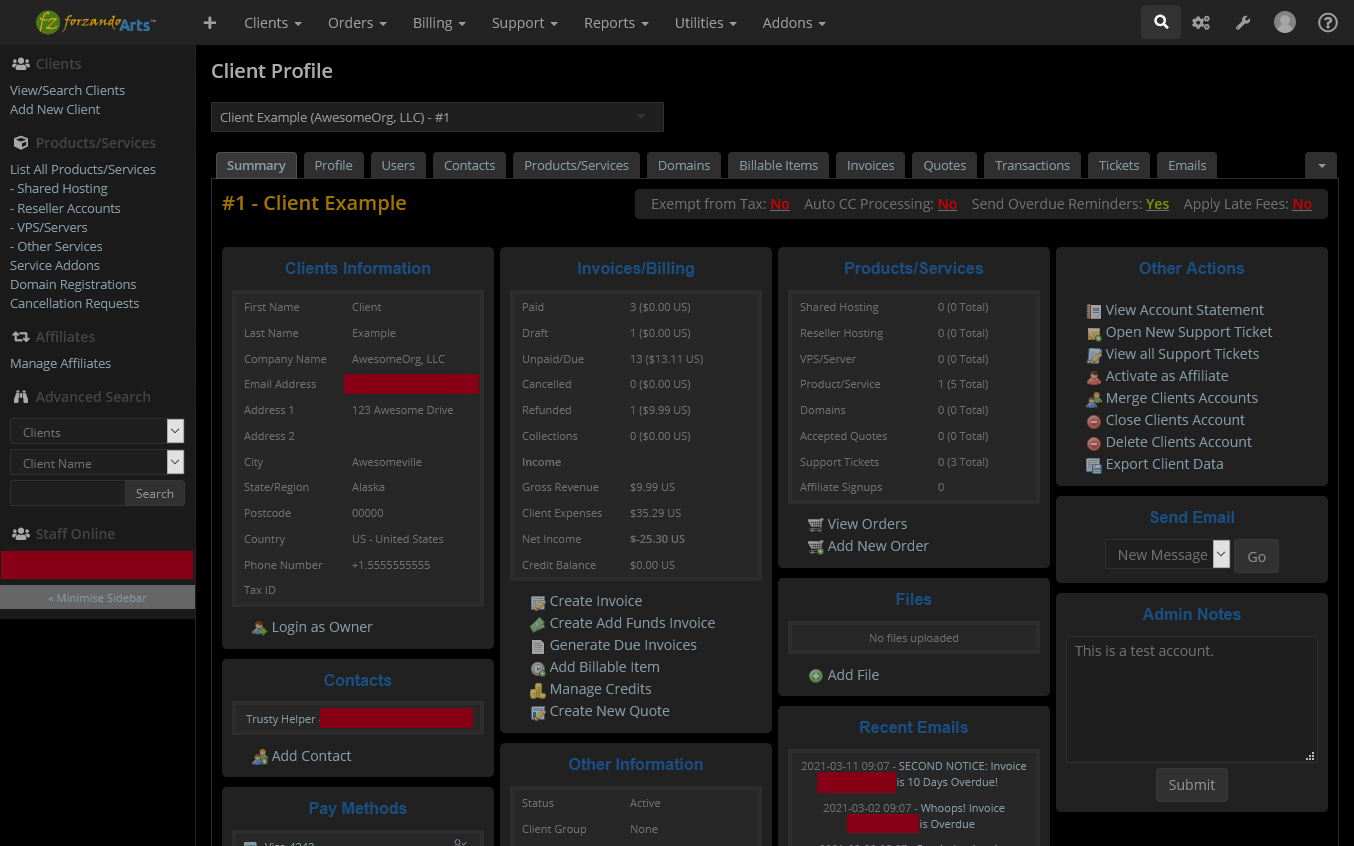 forzandoArts™
Clients Orders Billing Support Reports Utilities Addons
Clients
View/Search Clients
Add New Client
Products/Services
List All Products/Services
- Shared Hosting
- Reseller Accounts
- VPS/Servers
- Other Services
Service Addons
Domain Registrations
Cancellation Requests
Affiliates
Manage Affiliates
Advanced Search
Clients
Client Name
Search
Staff Online
« Minimise Sidebar
Client Profile
Client Example (AwesomeOrg, LLC) - #1
Summary Profile Users Contacts Products/Services Domains Billable Items Invoices Quotes Transactions Tickets Emails
#1 - Client Example
Exempt from Tax: No Auto CC Processing: No Send Overdue Reminders: Yes Apply Late Fees: No
Clients Information
First Name Client
Last Name Example
Company Name AwesomeOrg, LLC
Email Address
Address 1 123 Awesome Drive
Address 2
City Awesomeville
State/Region Alaska
Postcode 00000
Country US - United States
Phone Number +1.5555555555
Tax ID
Login as Owner
Contacts
Trusty Helper -
Add Contact
Pay Methods
Invoices/Billing
Paid 3 ($0.00 US)
Draft 1 ($0.00 US)
Unpaid/Due 13 ($13.11 US)
Cancelled 0 ($0.00 US)
Refunded 1 ($9.99 US)
Collections 0 ($0.00 US)
Income
Gross Revenue $9.99 US
Client Expenses $35.29 US
Net Income $-25.30 US
Credit Balance $0.00 US
Create Invoice
Create Add Funds Invoice
Generate Due Invoices
Add Billable Item
Manage Credits
Create New Quote
Other Information
Status Active
Client Group None
Products/Services
Shared Hosting 0 (0 Total)
Reseller Hosting 0 (0 Total)
VPS/Server 0 (0 Total)
Product/Service 1 (5 Total)
Domains 0 (0 Total)
Accepted Quotes 0 (0 Total)
Support Tickets 0 (3 Total)
Affiliate Signups 0
View Orders
Add New Order
Files
No files uploaded
Add File
Recent Emails
2021-03-11 09:07 - SECOND NOTICE: Invoice
is 10 Days Overdue!
2021-03-02 09:07 - Whoops! Invoice
is Overdue
Other Actions
View Account Statement
Open New Support Ticket
View all Support Tickets
Activate as Affiliate
Merge Clients Accounts
Close Clients Account
Delete Clients Account
Export Client Data
Send Email
New Message Go
Admin Notes
This is a test account.
Submit